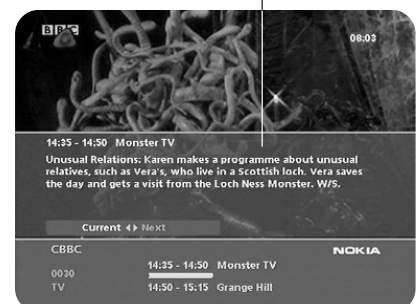 BBC
08:03
14:35 - 14:50 Monster TV
Unusual Relations: Karen makes a programme about unusual
relatives, such as Vera's, who live in a Scottish loch. Vera saves
the day and gets a visit from the Loch Ness Monster. W/S.
Current Next
CBBC
NOKIA
0030
14:35 - 14:50 Monster TV
TV
14:50 - 15:15 Grange Hill